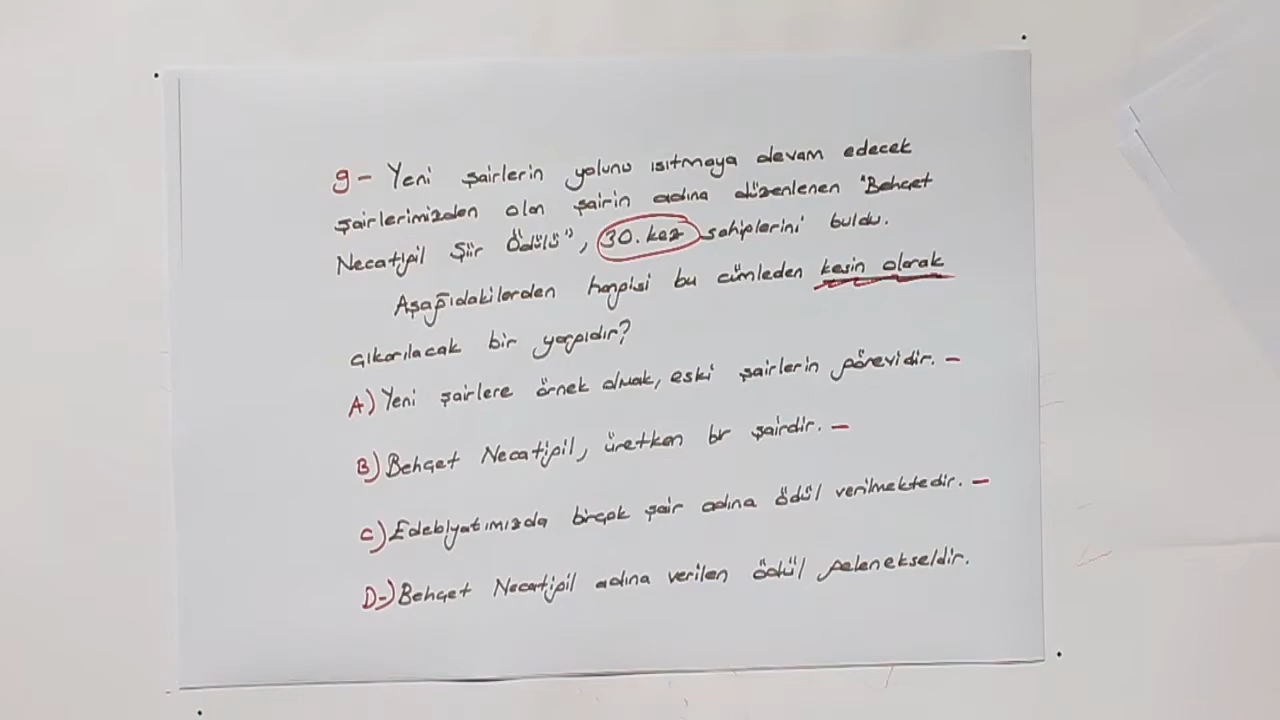 9- Yeni şairlerin yolunu ısıtmaya devam edecek
şairlerimizden olan şairin adına düzenlenen "Behçet
Necatigil Şiir Ödülü", 30. kez sahiplerini buldu.
Aşağıdakilerden hangisi bu cümleden kesin olarak
çıkarılacak bir yargıdır?
A) Yeni şairlere örnek olmak, eski şairlerin görevidir. -
B) Behçet Necatigil, üretken bir şairdir. -
C) Edebiyatımızda birçok şair adına ödül verilmektedir. -
D-) Behçet Necatigil adına verilen ödül gelenekseldir.